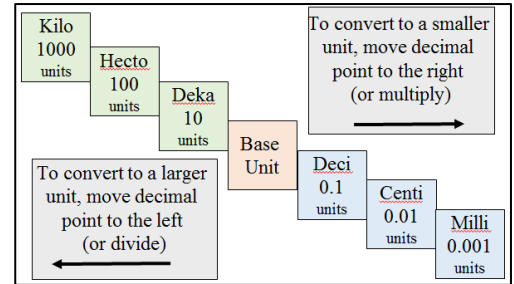 Kilo
1000
units
Hecto
100
units
Deka
10
units
Base
Unit
Deci
0.1
units
Centi
0.01
units
Milli
0.001
units
To convert to a smaller
unit, move decimal
point to the right
(or multiply)
To convert to a larger
unit, move decimal
point to the left
(or divide)